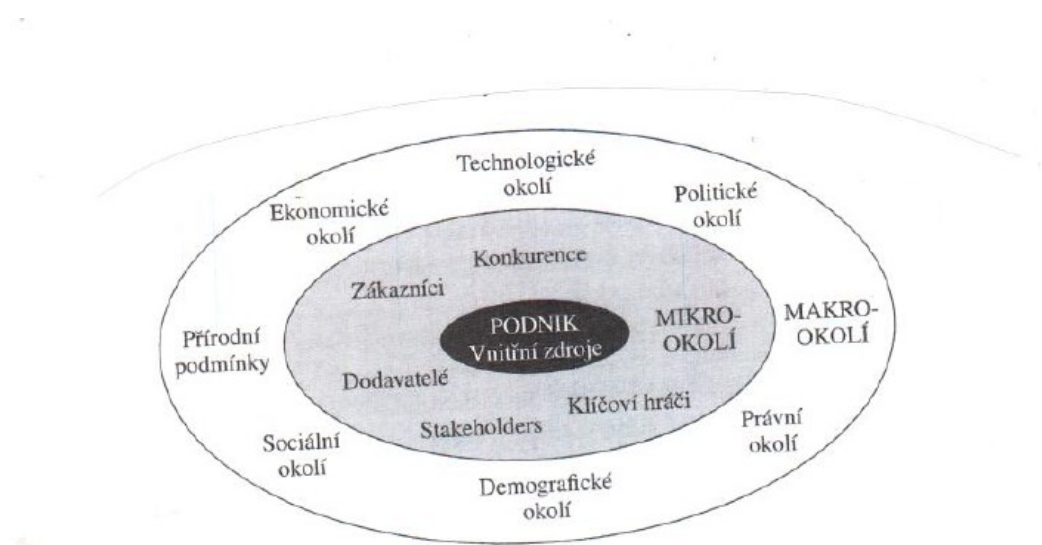 Technologické
okolí
Ekonomické
okolí
Politické
okolí
Konkurence
Zákazníci
PODNIK
Vnitřní zdroje
MIKRO-
OKOLÍ
MAKRO-
OKOLÍ
Přírodní
podmínky
Dodavatelé
Klíčoví hráči
Stakeholders
Sociální
okolí
Právní
okolí
Demografické
okolí